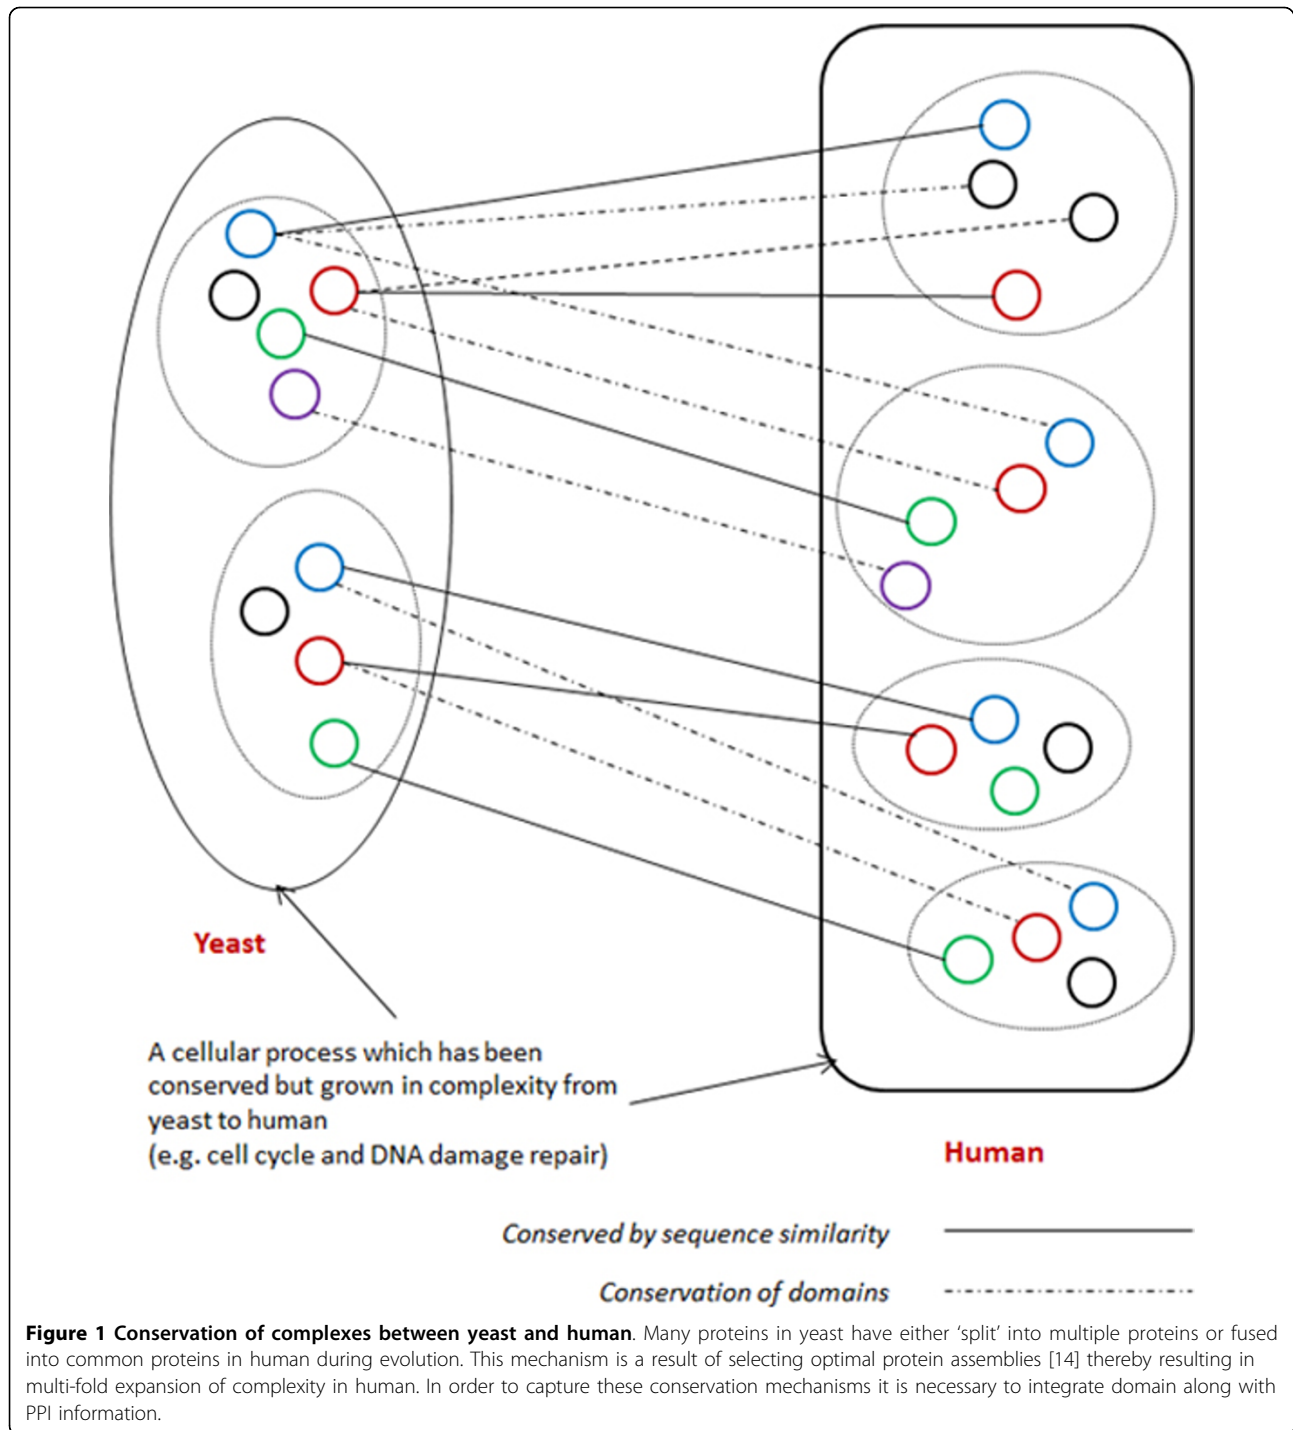 Yeast
A cellular process which has been
conserved but grown in complexity from
yeast to human
(e.g. cell cycle and DNA damage repair)
Human
Conserved by sequence similarity
Conservation of domains
Figure 1 Conservation of complexes between yeast and human. Many proteins in yeast have either ‘split’ into multiple proteins or fused
into common proteins in human during evolution. This mechanism is a result of selecting optimal protein assemblies [14] thereby resulting in
multi-fold expansion of complexity in human. In order to capture these conservation mechanisms it is necessary to integrate domain along with
PPI information.